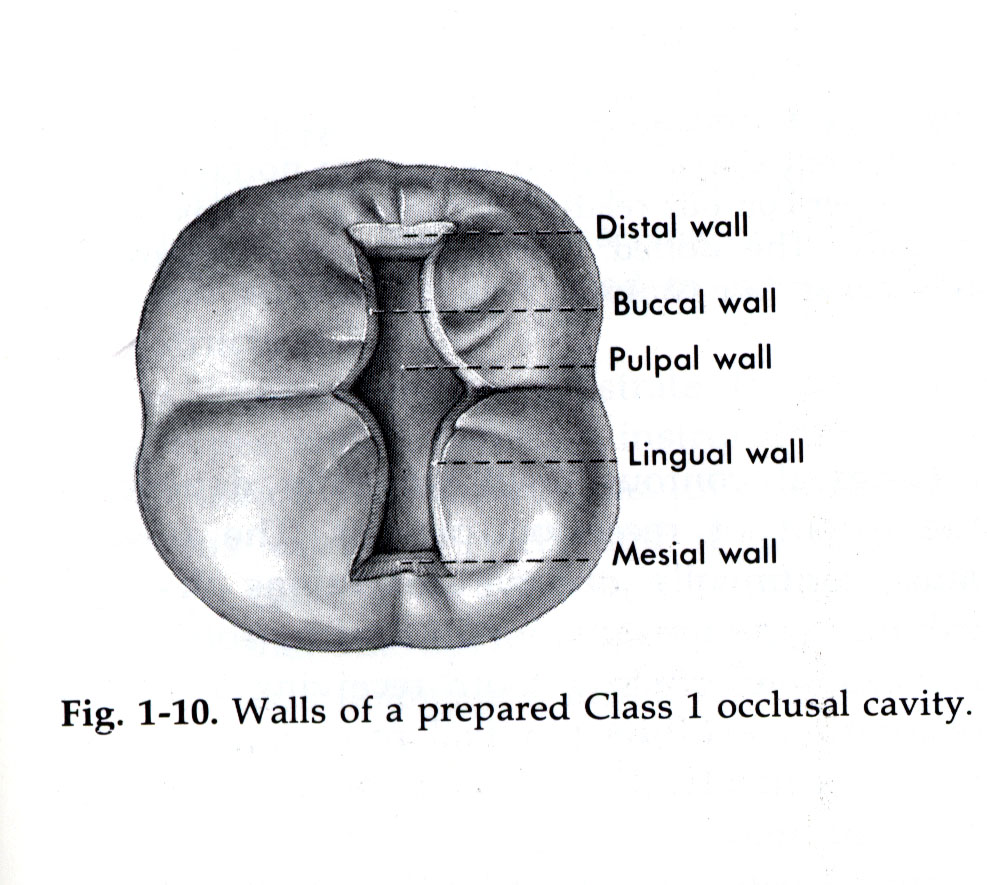 Distal wall
Buccal wall
Pulpal wall
Lingual wall
Mesial wall
Fig. 1-10. Walls of a prepared Class 1 occlusal cavity.